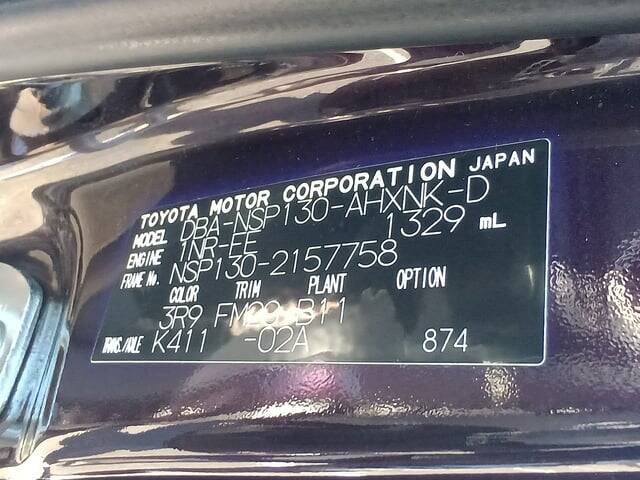 TOYOTA MOTOR CORPORATION JAPAN
MODEL DBA-NSP130-AHXNK-D
ENGINE 1NR-FE 1329 mL
FRAME No. NSP130-2157758
COLOR TRIM PLANT OPTION
3R9 FM20 B11
TRANS./AXLE K411 -02A 874